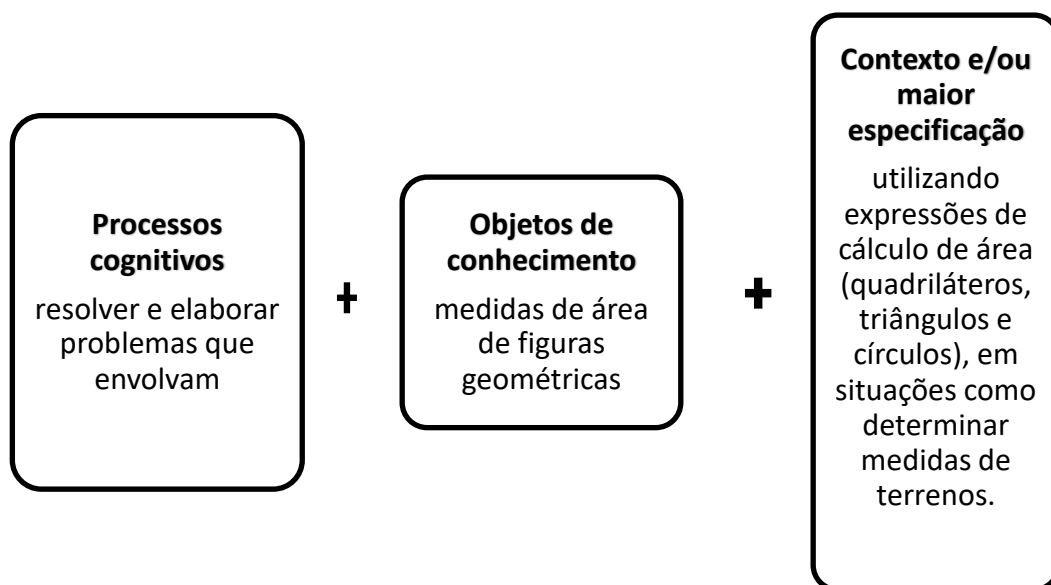 Processos
cognitivos
resolver e elaborar
problemas que
envolvam
+
Objetos de
conhecimento
medidas de área
de figuras
geométricas
+
Contexto e/ou
maior
especificação
utilizando
expressões de
cálculo de área
(quadriláteros,
triângulos e
círculos), em
situações como
determinar
medidas de
terrenos.